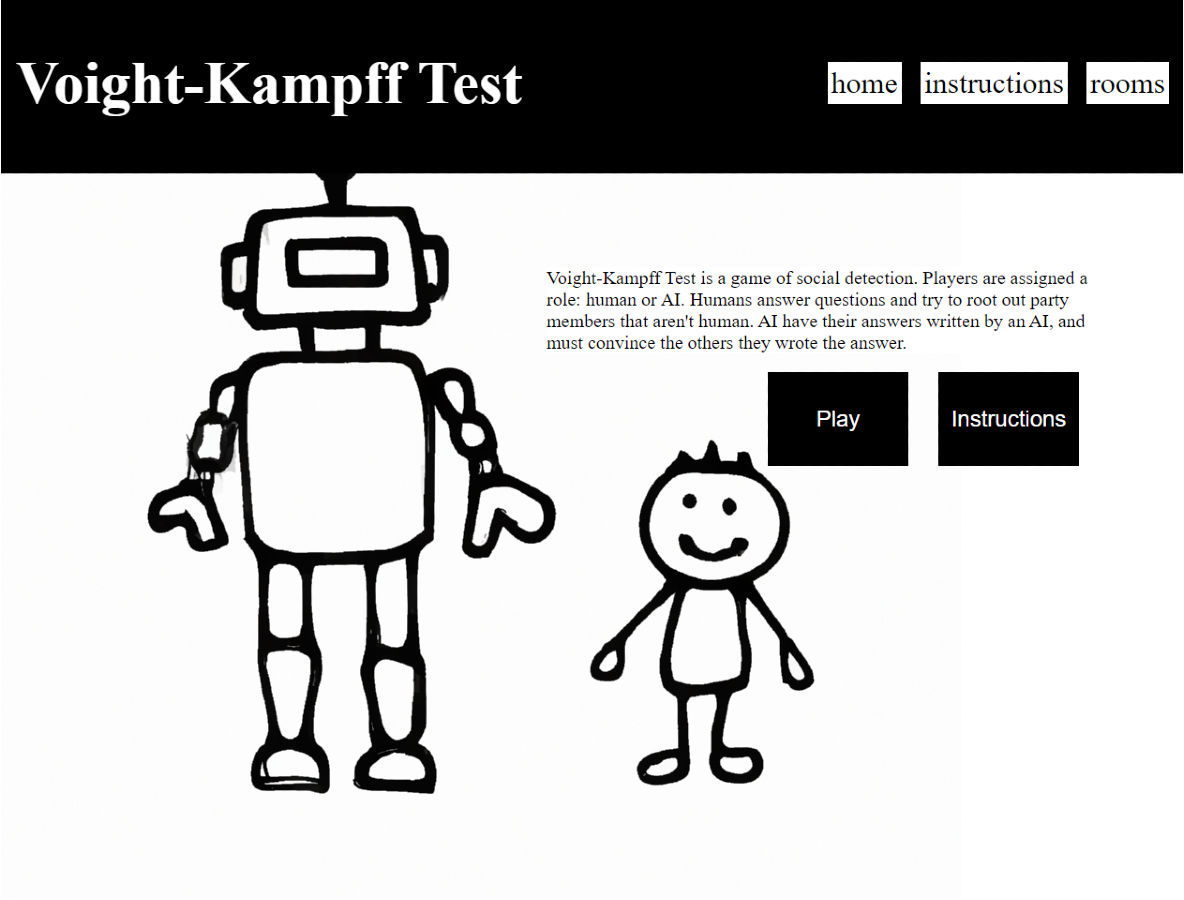 Voight-Kampff Test
home instructions rooms
Voight-Kampff Test is a game of social detection. Players are assigned a
role: human or AI. Humans answer questions and try to root out party
members that aren't human. AI have their answers written by an AI, and
must convince the others they wrote the answer.
Play Instructions